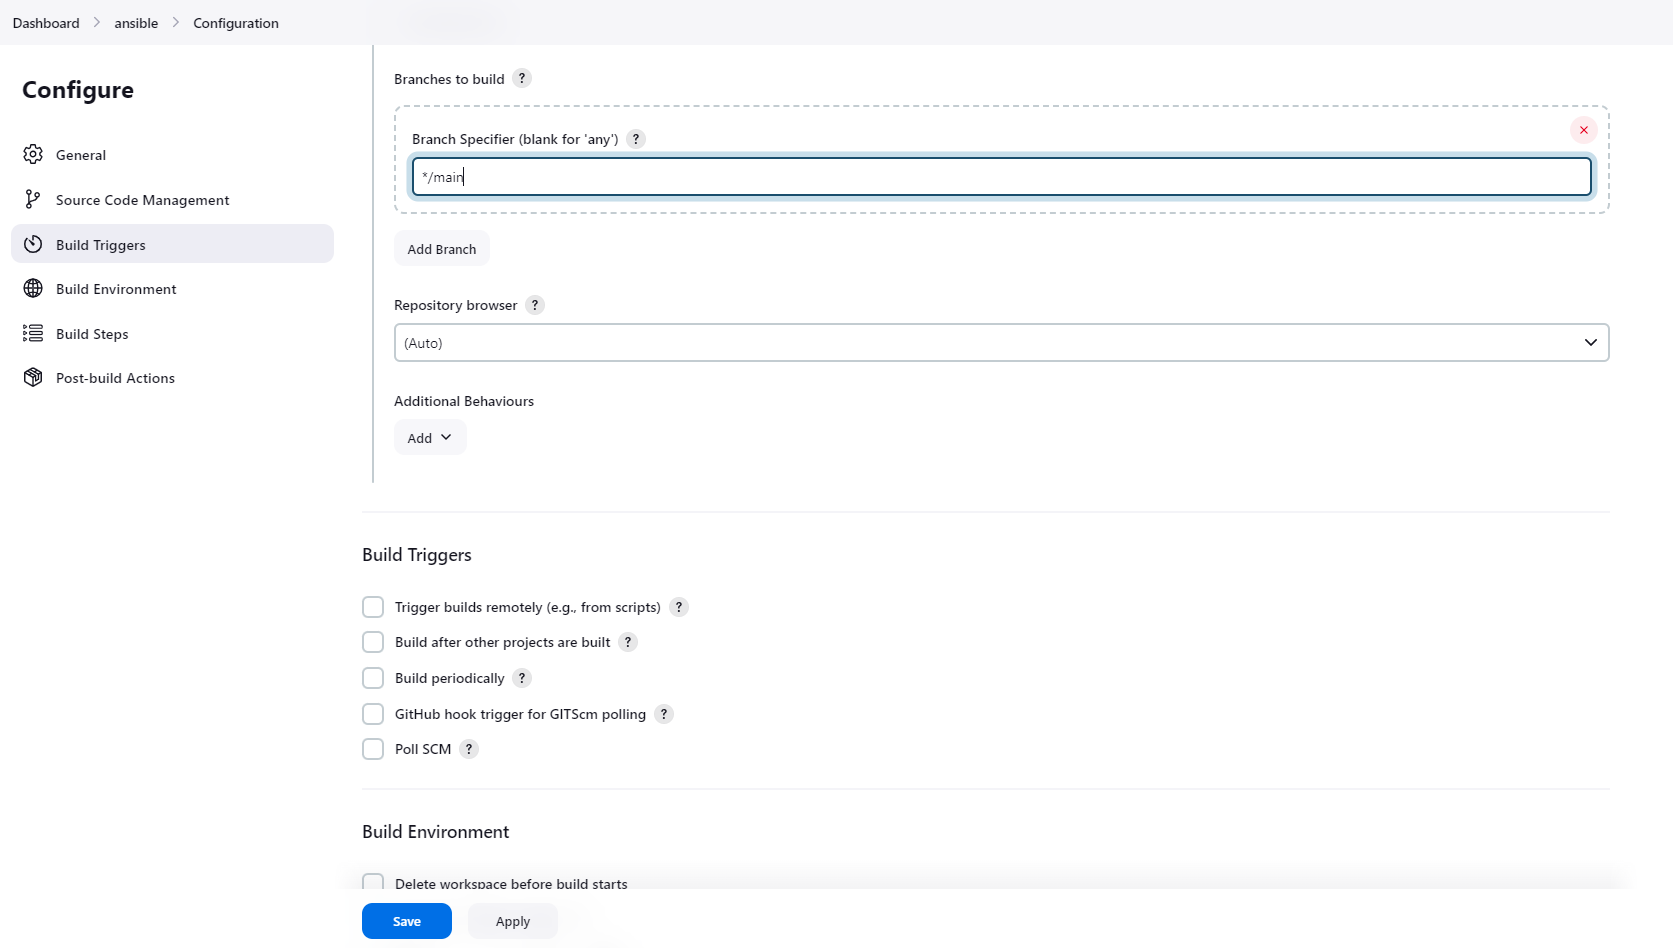 Dashboard > ansible > Configuration
Configure
General
Source Code Management
Build Triggers
Build Environment
Build Steps
Post-build Actions
Branches to build ?
Branch Specifier (blank for 'any') ?
*/main
Add Branch
Repository browser ?
(Auto)
Additional Behaviours
Add
Build Triggers
Trigger builds remotely (e.g., from scripts) ?
Build after other projects are built ?
Build periodically ?
GitHub hook trigger for GITScm polling ?
Poll SCM ?
Build Environment
Delete workspace before build starts
Save Apply